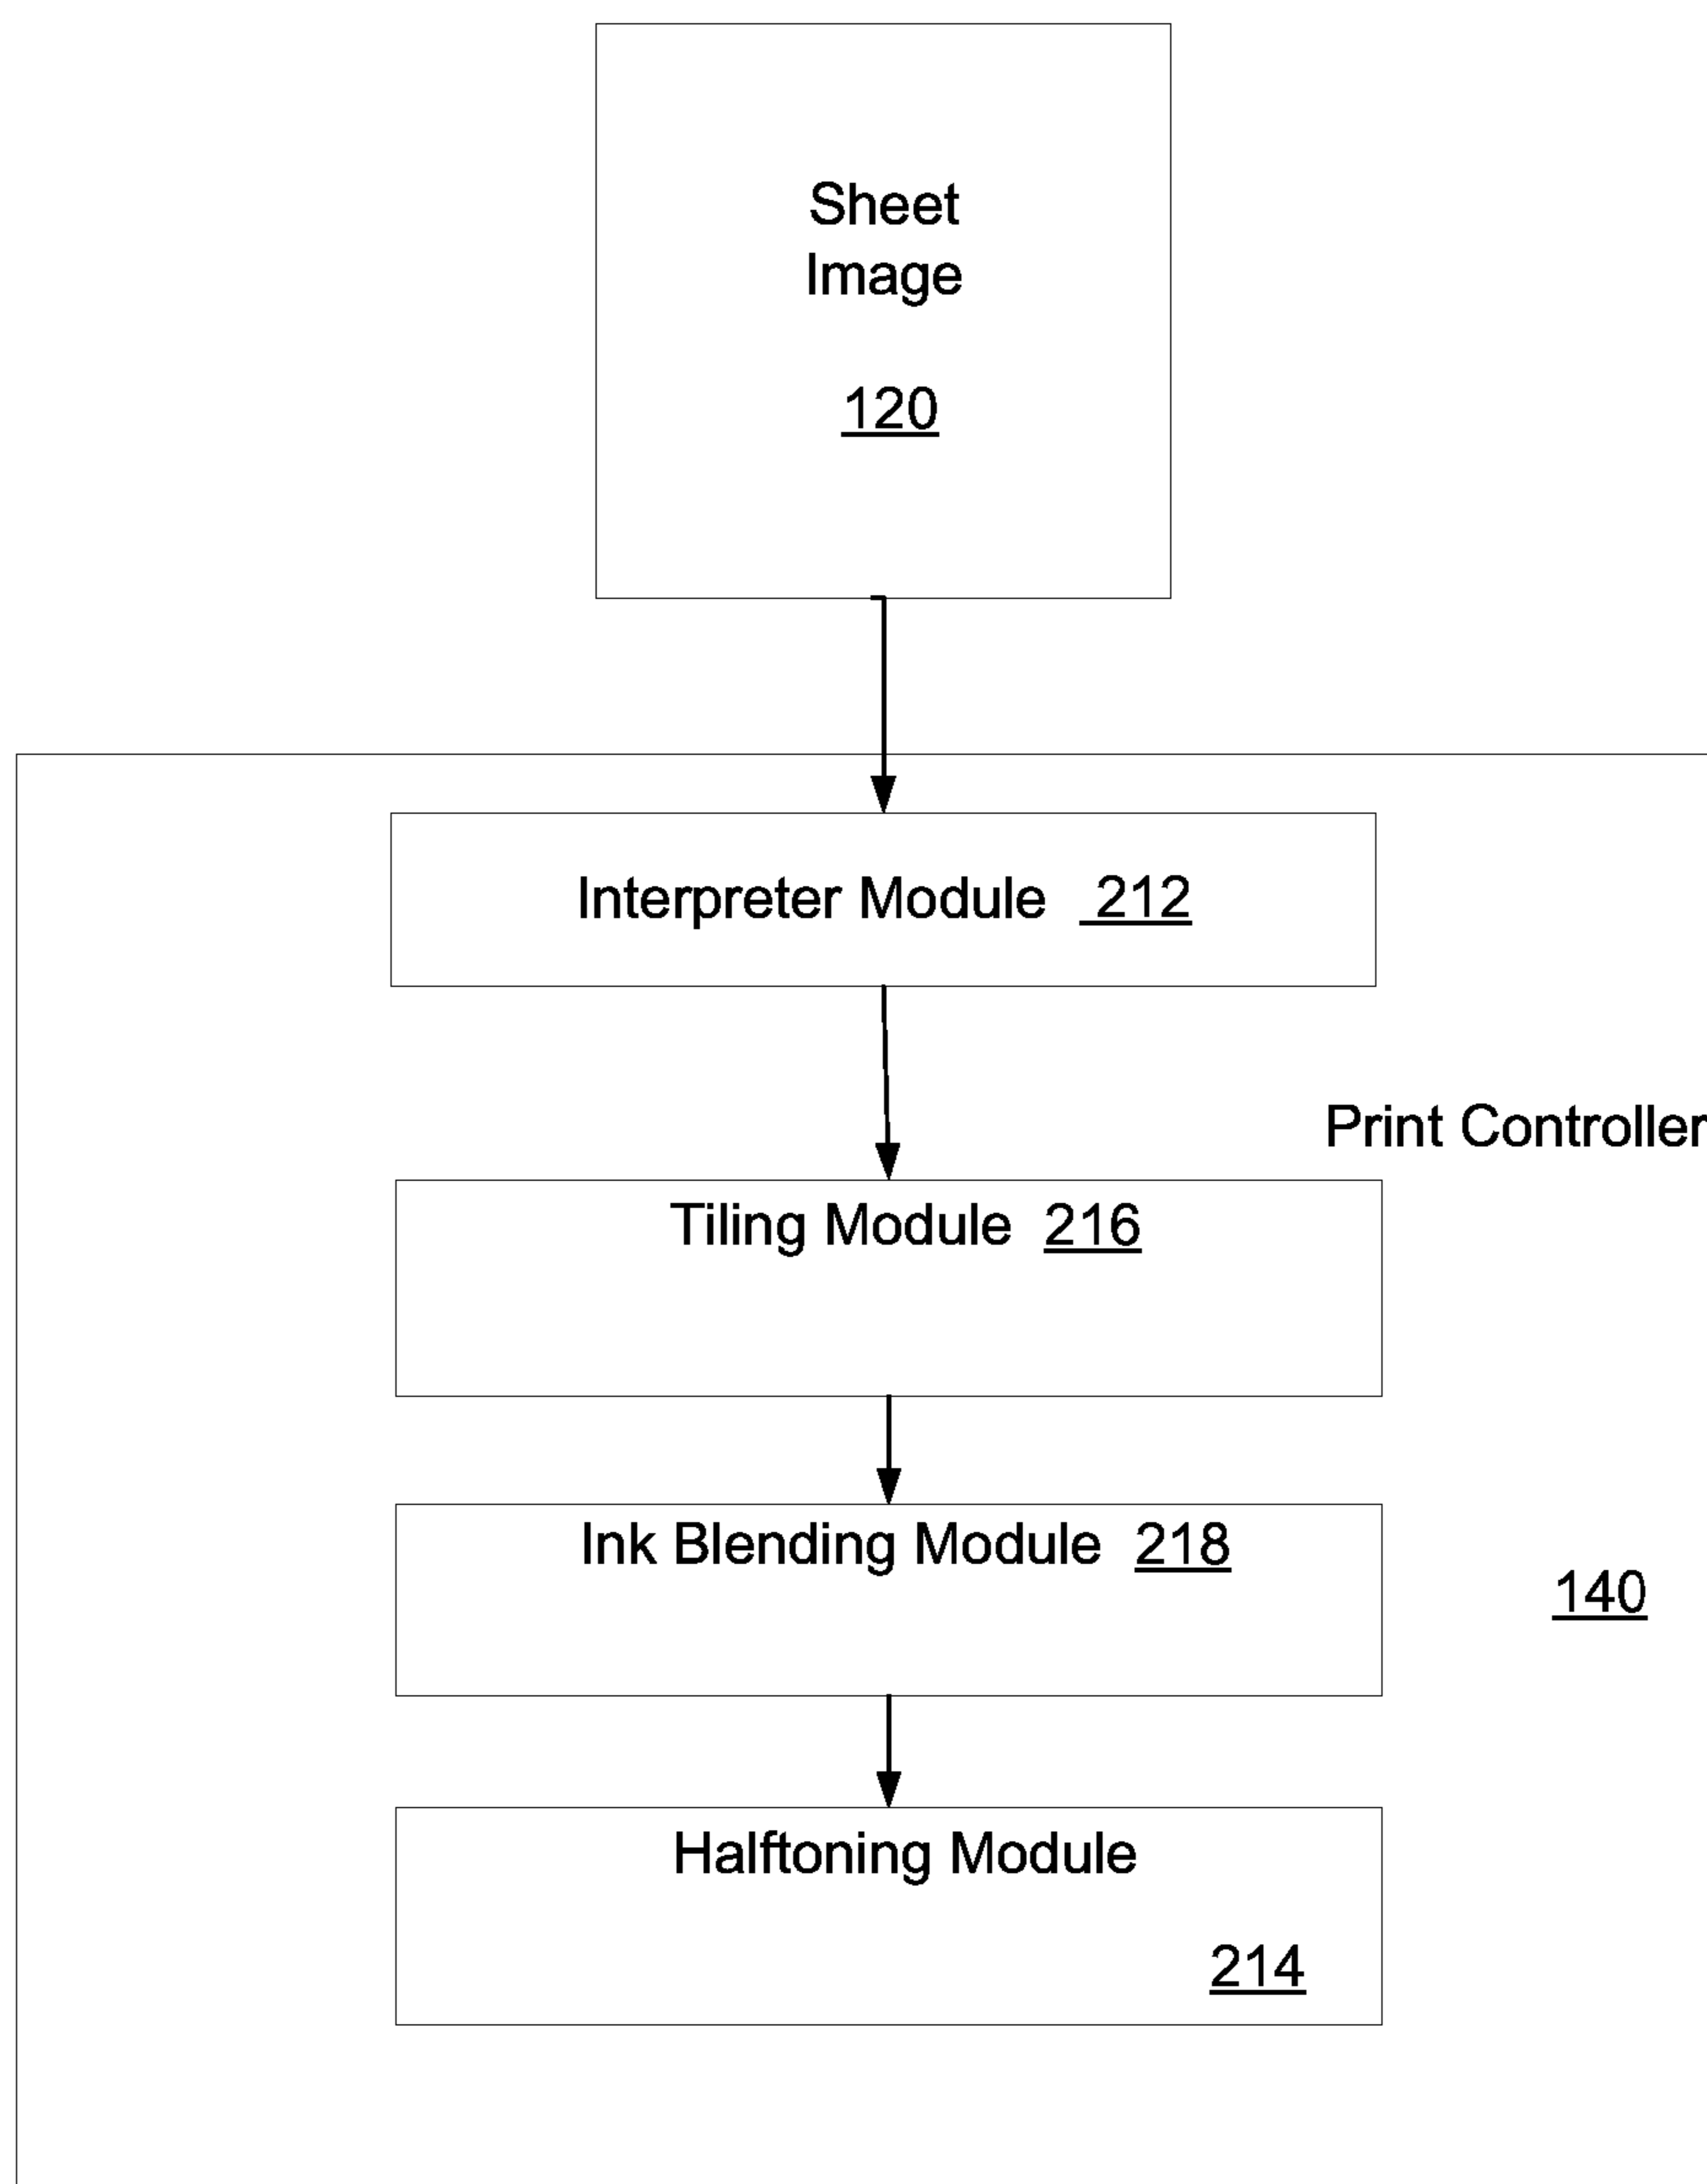 Sheet
Image
120
Interpreter Module 212
Print Controller
Tiling Module 216
Ink Blending Module 218
140
Halftoning Module
214